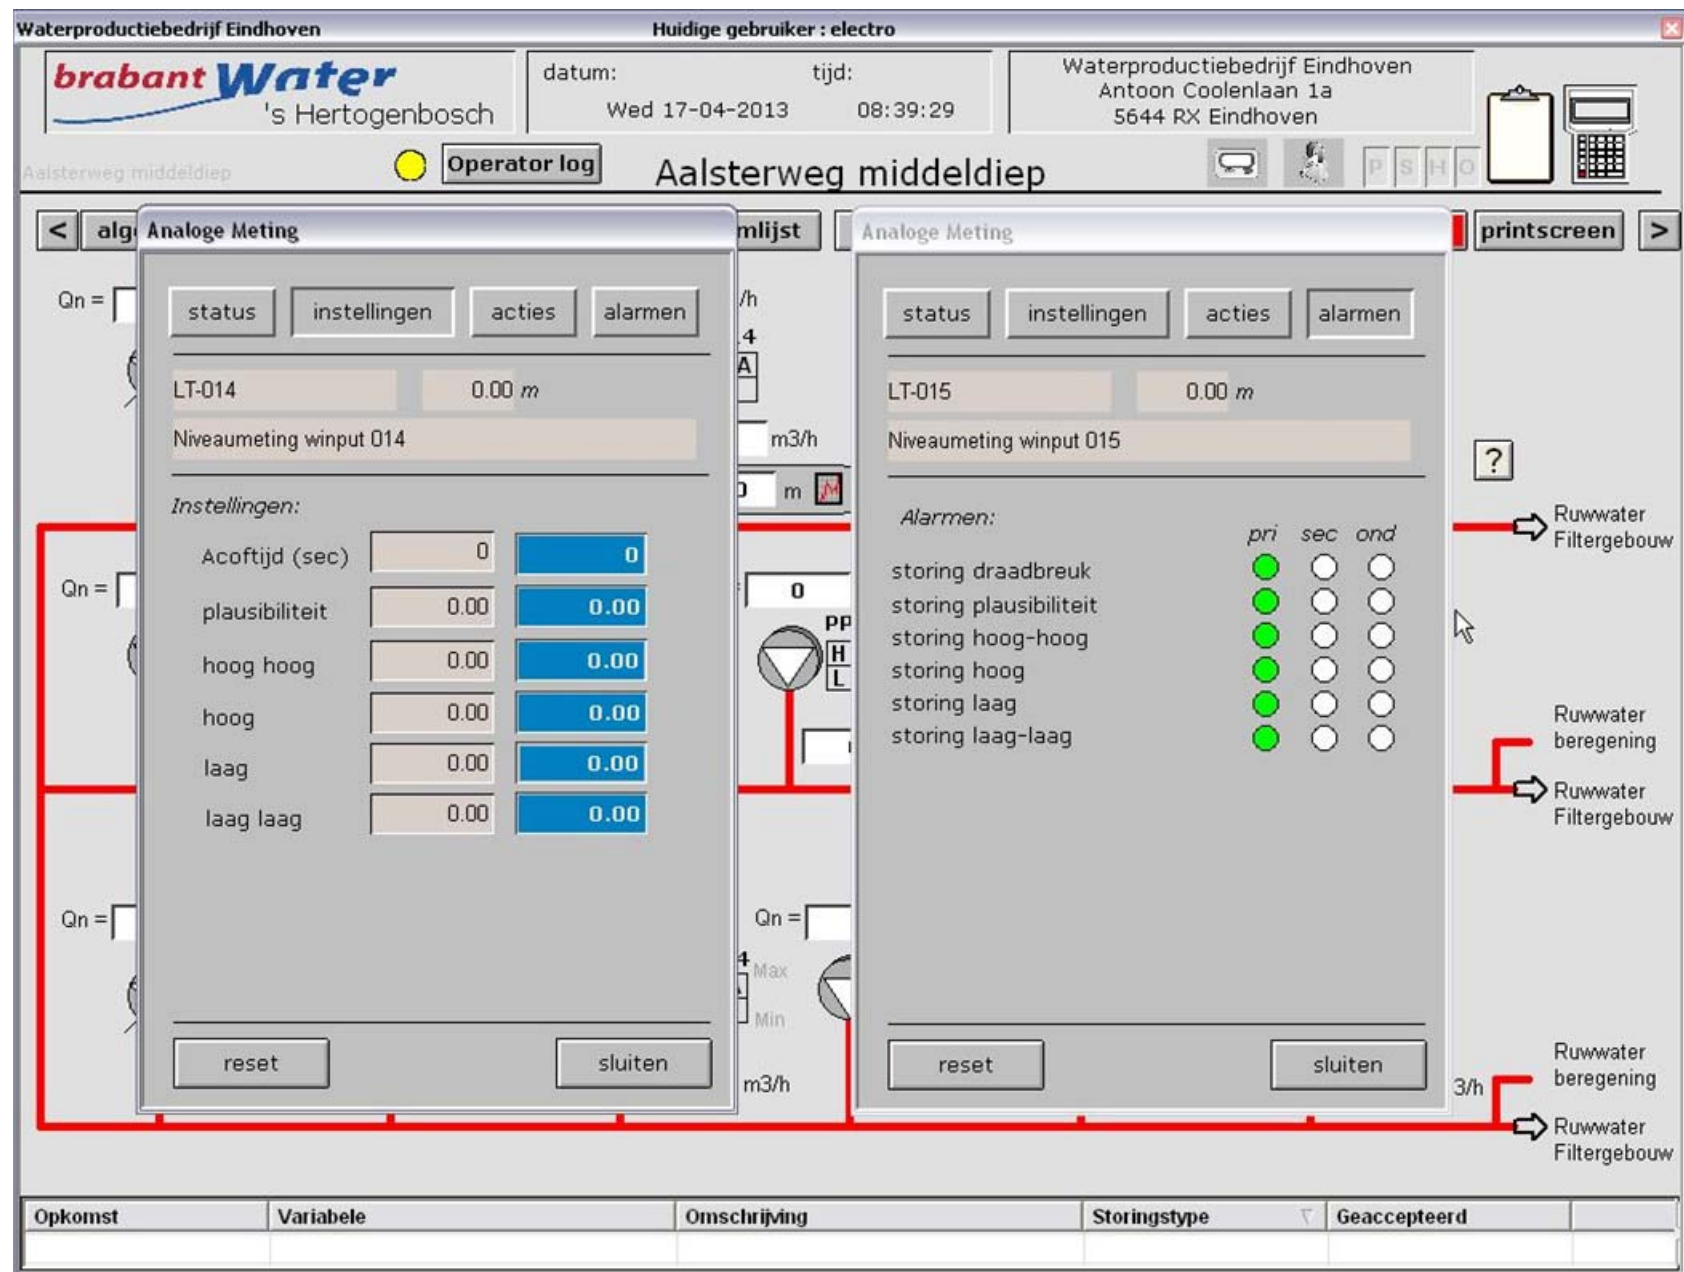 Waterproductiebedrijf Eindhoven
Huidige gebruiker : electro
brabant Water
's Hertogenbosch
datum: tijd:
Wed 17-04-2013 08:39:29
Waterproductiebedrijf Eindhoven
Antoon Coolenlaan 1a
5644 RX Eindhoven
Aalsterweg middeldiep
Operator log
Aalsterweg middeldiep
P S H O
< alg mlijst printscreen >
Analoge Meting
status instellingen acties alarmen
LT-014 0.00 m
Niveaumeting winput 014
Instellingen:
Acoftijd (sec) 0 0
plausibiliteit 0.00 0.00
hoog hoog 0.00 0.00
hoog 0.00 0.00
laag 0.00 0.00
laag laag 0.00 0.00
reset sluiten
Analoge Meting
status instellingen acties alarmen
LT-015 0.00 m
Niveaumeting winput 015
Alarmen:
pri sec ond
storing draadbreuk
storing plausibiliteit
storing hoog-hoog
storing hoog
storing laag
storing laag-laag
reset sluiten
Qn =
/h
4
A
m3/h
m
?
Ruwwater
Filtergebouw
Qn =
0
PP
H
L
Ruwwater
beregening
Ruwwater
Filtergebouw
Qn =
Qn =
4
Max
Min
m3/h
3/h
Ruwwater
beregening
Ruwwater
Filtergebouw
Opkomst Variabele Omschrijving Storingstype Geaccepteerd